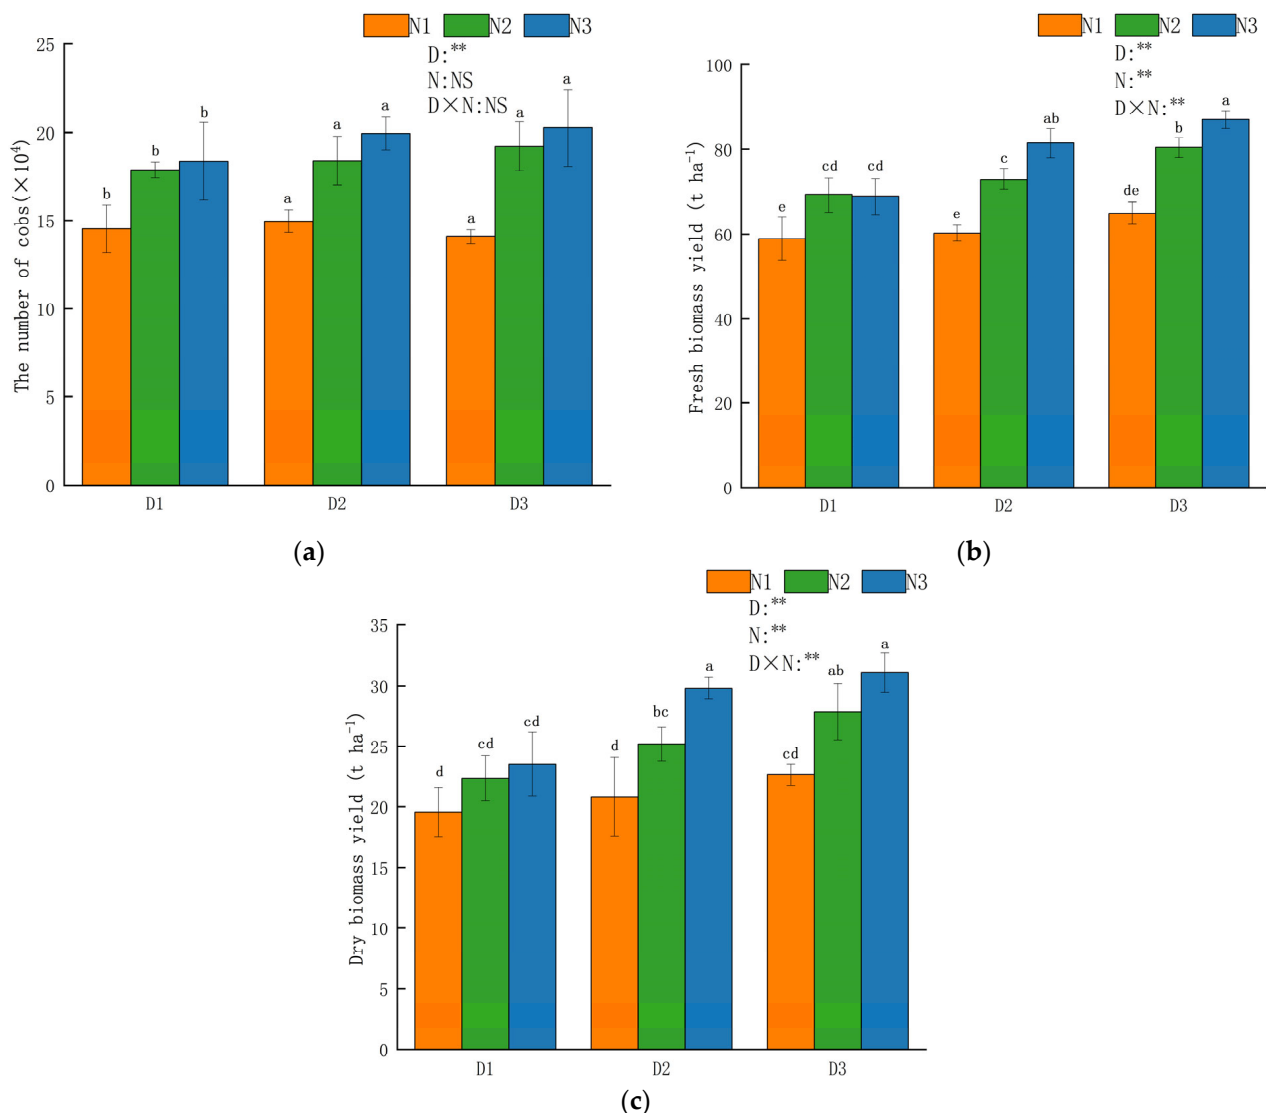 N1 N2 N3
D:**
N:NS
D×N:NS
The number of cobs(×10⁴)
25
20
15
10
5
0
b
b
b
a
a
a
a
a
a
D1 D2 D3
(a)
N1 N2 N3
D:**
N:**
D×N:**
Fresh biomass yield (t ha⁻¹)
100
80
60
40
20
0
e
cd
cd
e
c
ab
de
b
a
D1 D2 D3
(b)
N1 N2 N3
D:**
N:**
D×N:**
Dry biomass yield (t ha⁻¹)
35
30
25
20
15
10
5
0
d
cd
cd
d
bc
a
cd
ab
a
D1 D2 D3
(c)